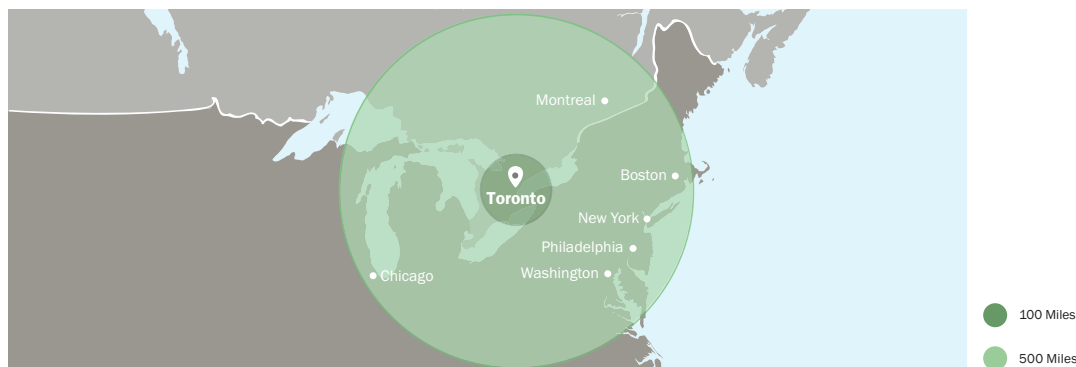 Montreal
Boston
Toronto
New York
Philadelphia
Washington
Chicago
100 Miles
500 Miles